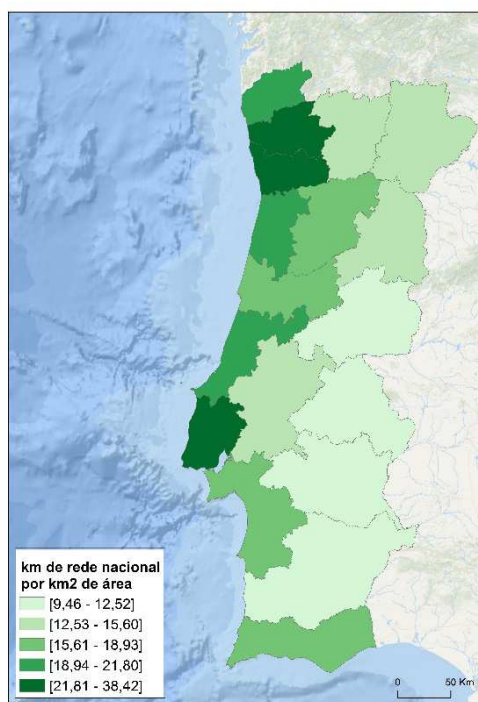 km de rede nacional
por km2 de área
[9,46 - 12,52]
[12,53 - 15,60]
[15,61 - 18,93]
[18,94 - 21,80]
[21,81 - 38,42]
0 50 Km